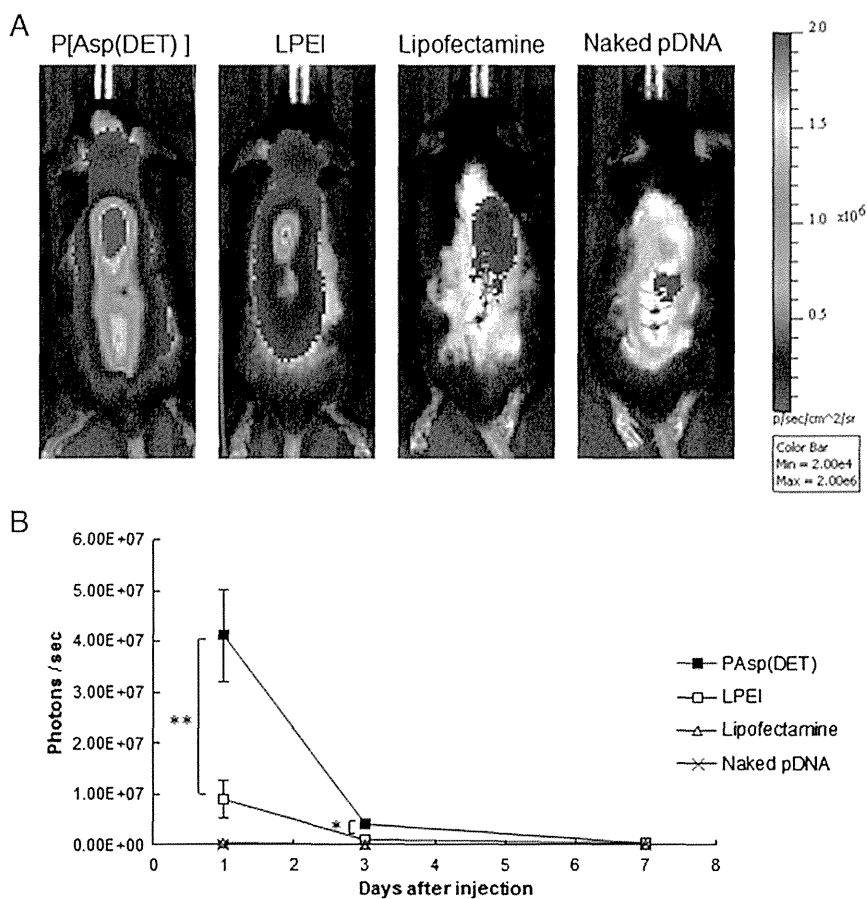 A
P[Asp(DET) ]
LPEI
Lipofectamine
Naked pDNA
2.0
1.5
1.0
x10^6
0.5
p/sec/cm^2/sr
Color Bar
Min = 2.00e4
Max = 2.00e6
B
Photons / sec
6.00E+07
5.00E+07
4.00E+07
3.00E+07
2.00E+07
1.00E+07
0.00E+00
**
*
0 1 2 3 4 5 6 7 8
Days after injection
PAsp(DET)
LPEI
Lipofectamine
Naked pDNA